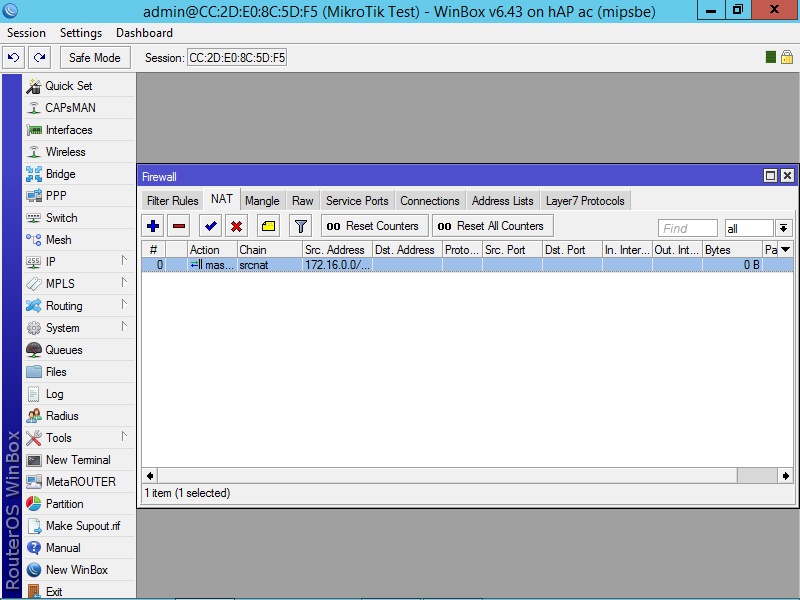 admin@CC:2D:E0:8C:5D:F5 (MikroTik Test) - WinBox v6.43 on hAP ac (mipsbe)
Session Settings Dashboard
Safe Mode Session: CC:2D:E0:8C:5D:F5
Quick Set
CAPsMAN
Interfaces
Wireless
Bridge
PPP
Switch
Mesh
IP
MPLS
Routing
System
Queues
Files
Log
Radius
Tools
New Terminal
MetaROUTER
Partition
Make Supout.rif
Manual
New WinBox
Exit
RouterOS WinBox
Firewall
Filter Rules NAT Mangle Raw Service Ports Connections Address Lists Layer7 Protocols
00 Reset Counters 00 Reset All Counters Find all
# Action Chain Src. Address Dst. Address Proto... Src. Port Dst. Port In. Inter... Out. Int... Bytes Pa
0 mas... srcnat 172.16.0.0/... 0 B
1 item (1 selected)